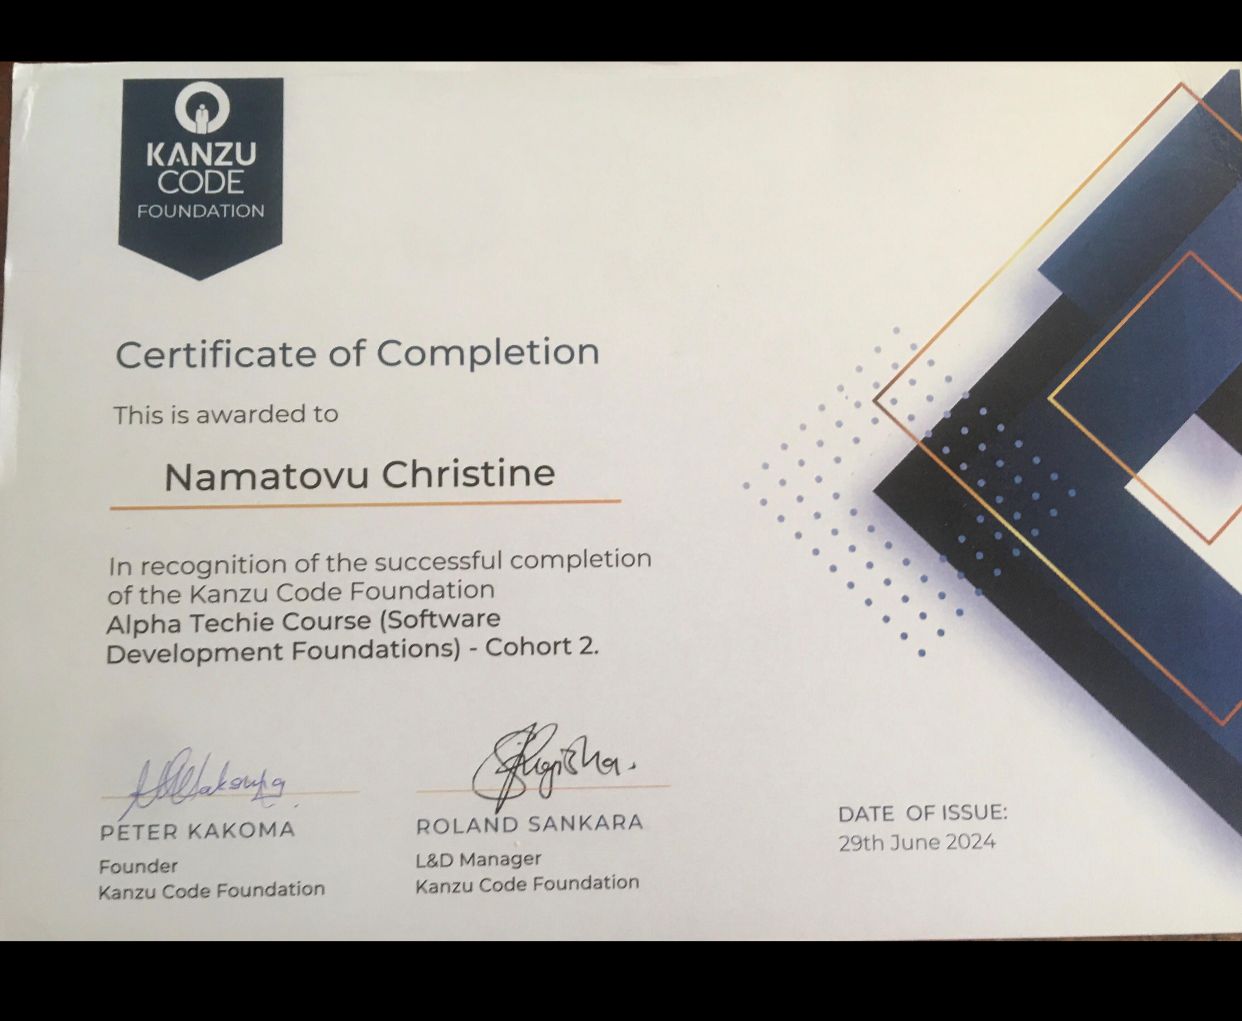 KANZU
CODE
FOUNDATION
Certificate of Completion
This is awarded to
Namatovu Christine
In recognition of the successful completion
of the Kanzu Code Foundation
Alpha Techie Course (Software
Development Foundations) - Cohort 2.
PETER KAKOMA
Founder
Kanzu Code Foundation
ROLAND SANKARA
L&D Manager
Kanzu Code Foundation
DATE OF ISSUE:
29th June 2024